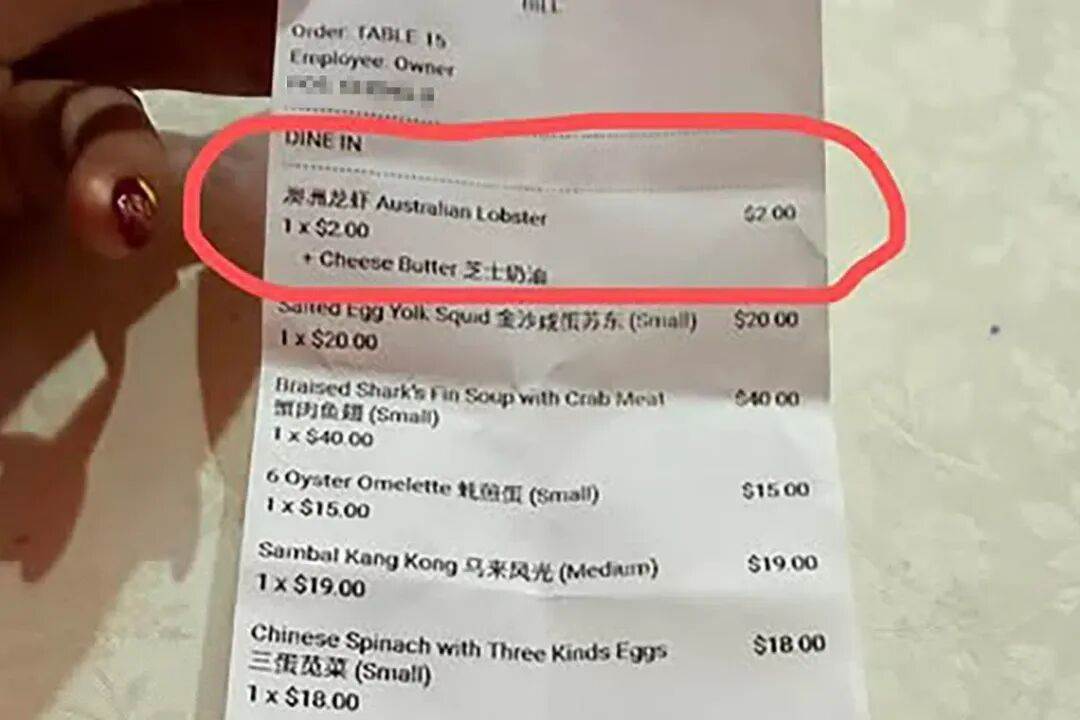 BILL
Order: TABLE 15
Employee: Owner
DINE IN
澳洲龙虾 Australian Lobster $2.00
1 x $2.00
+ Cheese Butter 芝士奶油
Salted Egg Yolk Squid 金沙咸蛋苏东 (Small) $20.00
1 x $20.00
Braised Shark's Fin Soup with Crab Meat $40.00
蟹肉鱼翅 (Small)
1 x $40.00
6 Oyster Omelette 蚝煎蛋 (Small) $15.00
1 x $15.00
Sambal Kang Kong 马来风光 (Medium) $19.00
1 x $19.00
Chinese Spinach with Three Kinds Eggs $18.00
三蛋苋菜 (Small)
1 x $18.00